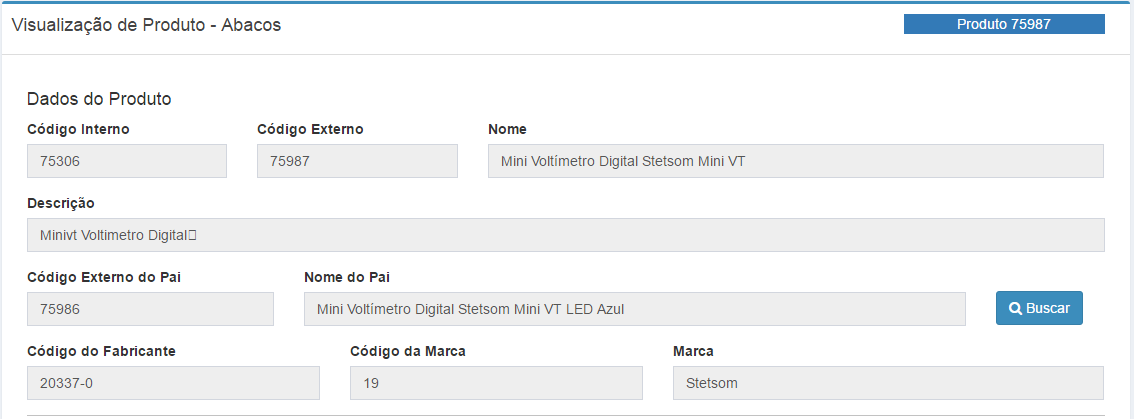 Visualização de Produto - Abacos
Produto 75987
Dados do Produto
Código Interno
Código Externo
Nome
75306
75987
Mini Voltímetro Digital Stetsom Mini VT
Descrição
Minivt Voltimetro Digital
Código Externo do Pai
Nome do Pai
75986
Mini Voltímetro Digital Stetsom Mini VT LED Azul
Buscar
Código do Fabricante
Código da Marca
Marca
20337-0
19
Stetsom